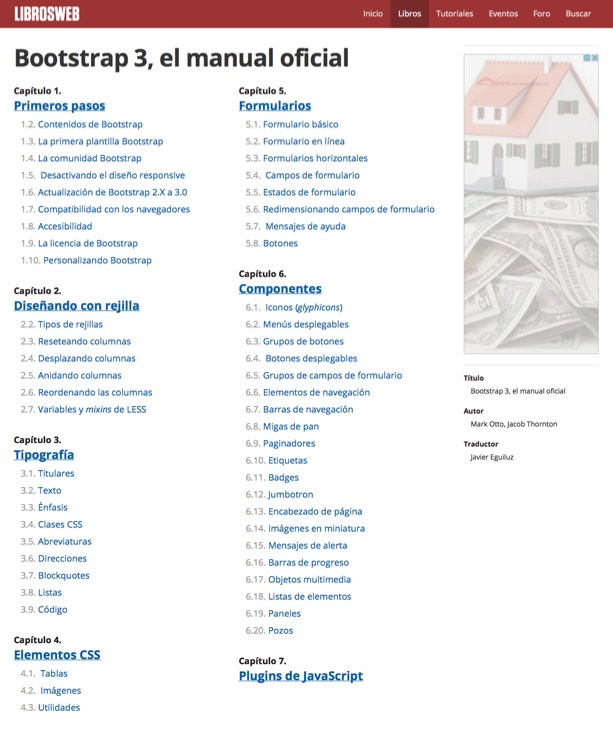 LIBROSWEB
Inicio Libros Tutoriales Eventos Foro Buscar
Bootstrap 3, el manual oficial
Capítulo 1.
Primeros pasos
1.2. Contenidos de Bootstrap
1.3. La primera plantilla Bootstrap
1.4. La comunidad Bootstrap
1.5. Desactivando el diseño responsive
1.6. Actualización de Bootstrap 2.X a 3.0
1.7. Compatibilidad con los navegadores
1.8. Accesibilidad
1.9. La licencia de Bootstrap
1.10. Personalizando Bootstrap
Capítulo 2.
Diseñando con rejilla
2.2. Tipos de rejillas
2.3. Reseteando columnas
2.4. Desplazando columnas
2.5. Anidando columnas
2.6. Reordenando las columnas
2.7. Variables y mixins de LESS
Capítulo 3.
Tipografía
3.1. Titulares
3.2. Texto
3.3. Énfasis
3.4. Clases CSS
3.5. Abreviaturas
3.6. Direcciones
3.7. Blockquotes
3.8. Listas
3.9. Código
Capítulo 4.
Elementos CSS
4.1. Tablas
4.2. Imágenes
4.3. Utilidades
Capítulo 5.
Formularios
5.1. Formulario básico
5.2. Formulario en línea
5.3. Formularios horizontales
5.4. Campos de formulario
5.5. Estados de formulario
5.6. Redimensionando campos de formulario
5.7. Mensajes de ayuda
5.8. Botones
Capítulo 6.
Componentes
6.1. Iconos (glyphicons)
6.2. Menús desplegables
6.3. Grupos de botones
6.4. Botones desplegables
6.5. Grupos de campos de formulario
6.6. Elementos de navegación
6.7. Barras de navegación
6.8. Migas de pan
6.9. Paginadores
6.10. Etiquetas
6.11. Badges
6.12. Jumbotron
6.13. Encabezado de página
6.14. Imágenes en miniatura
6.15. Mensajes de alerta
6.16. Barras de progreso
6.17. Objetos multimedia
6.18. Listas de elementos
6.19. Paneles
6.20. Pozos
Capítulo 7.
Plugins de JavaScript
Título
Bootstrap 3, el manual oficial
Autor
Mark Otto, Jacob Thornton
Traductor
Javier Eguiluz